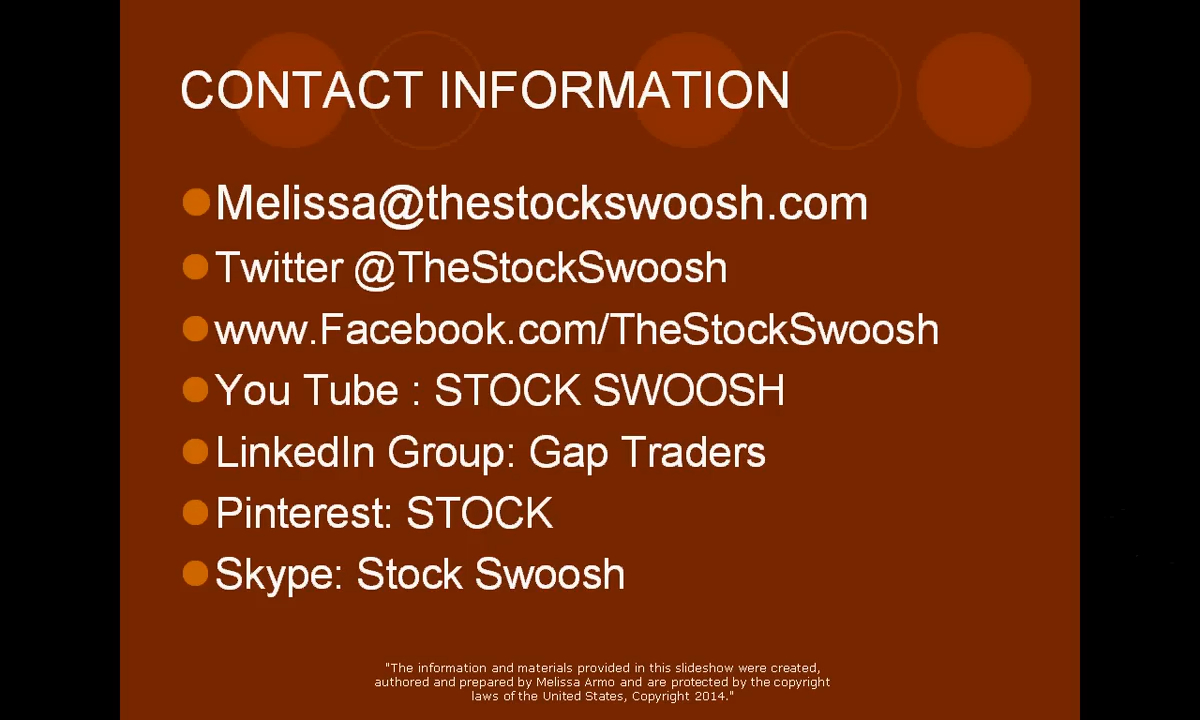 CONTACT INFORMATION
Melissa@thestockswoosh.com
Twitter @TheStockSwoosh
www.Facebook.com/TheStockSwoosh
You Tube : STOCK SWOOSH
LinkedIn Group: Gap Traders
Pinterest: STOCK
Skype: Stock Swoosh
"The information and materials provided in this slideshow were created,
authored and prepared by Melissa Armo and are protected by the copyright
laws of the United States, Copyright 2014."